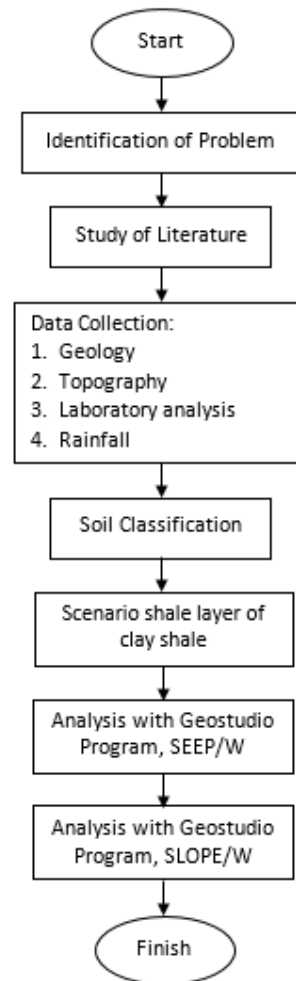 Start
Identification of Problem
Study of Literature
Data Collection:
1. Geology
2. Topography
3. Laboratory analysis
4. Rainfall
Soil Classification
Scenario shale layer of
clay shale
Analysis with Geostudio
Program, SEEP/W
Analysis with Geostudio
Program, SLOPE/W
Finish